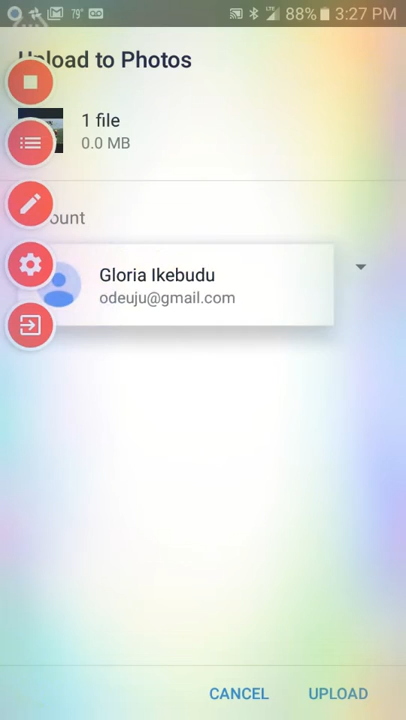 79°
LTE
88%
3:27 PM
Upload to Photos
1 file
0.0 MB
ount
Gloria Ikebudu
odeuju@gmail.com
CANCEL
UPLOAD